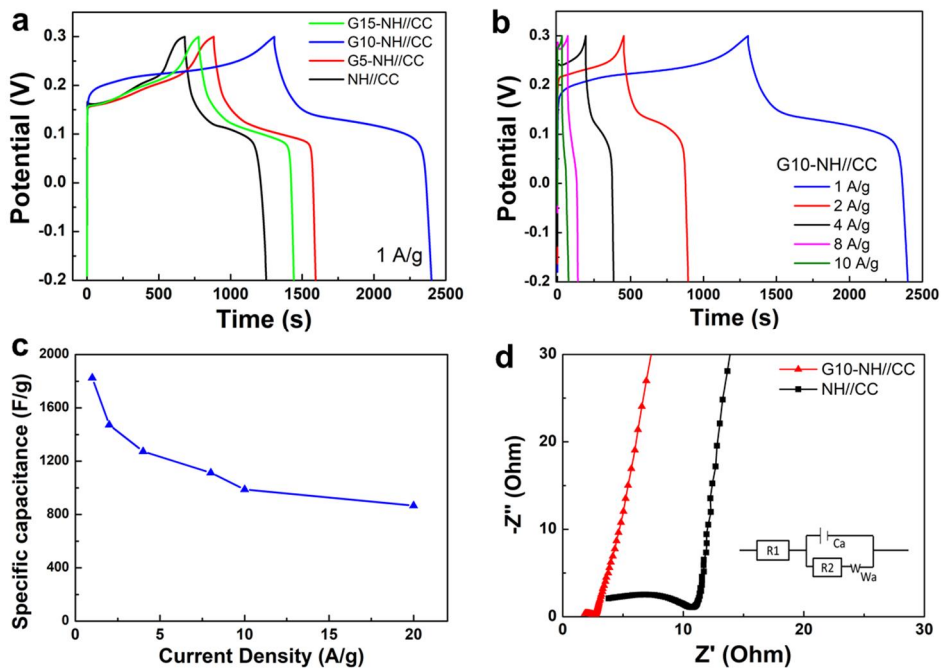 a
G15-NH//CC
G10-NH//CC
G5-NH//CC
NH//CC
1 A/g
0.3
0.2
0.1
0.0
-0.1
-0.2
Potential (V)
0 500 1000 1500 2000 2500
Time (s)
b
G10-NH//CC
1 A/g
2 A/g
4 A/g
8 A/g
10 A/g
0.3
0.2
0.1
0.0
-0.1
-0.2
Potential (V)
0 500 1000 1500 2000 2500
Time (s)
c
2000
1600
1200
800
400
0
Specific capacitance (F/g)
0 5 10 15 20
Current Density (A/g)
d
G10-NH//CC
NH//CC
30
20
10
0
-Z" (Ohm)
R1
Ca
R2
W
Wa
0 10 20 30
Z' (Ohm)